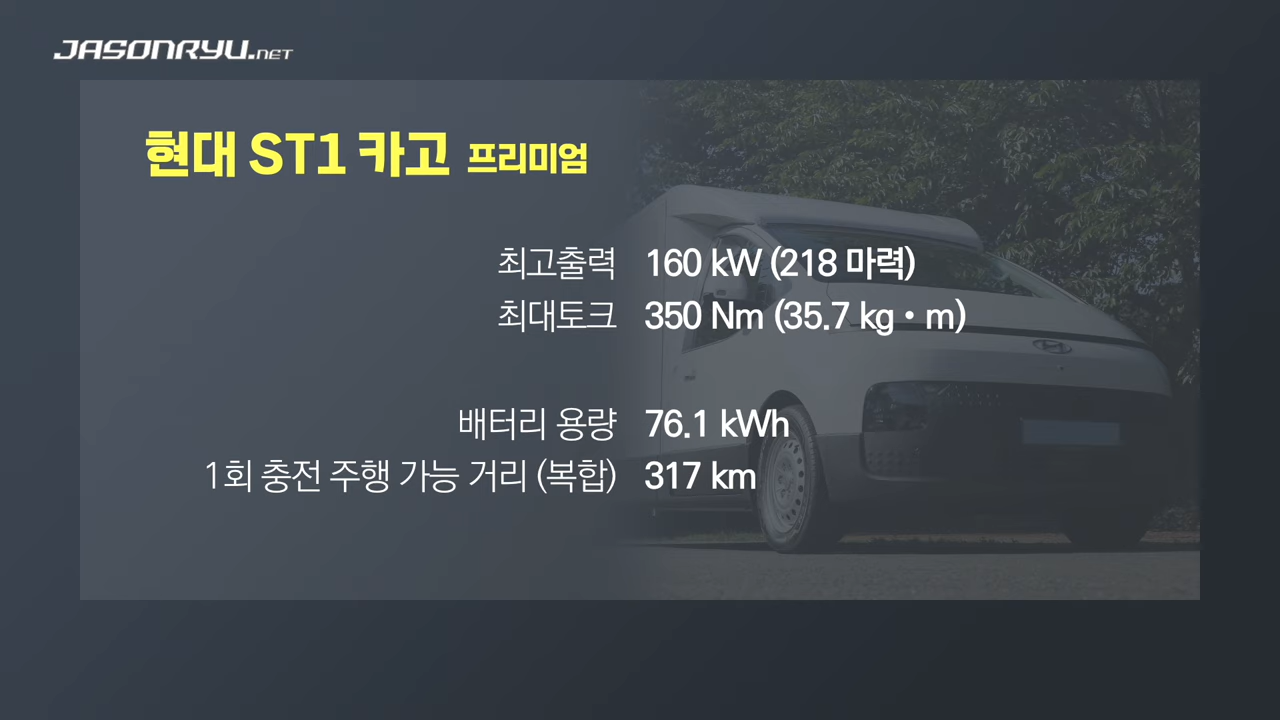 JASONRYU.NET
현대 ST1 카고 프리미엄
최고출력 160 kW (218 마력)
최대토크 350 Nm (35.7 kg•m)
배터리 용량 76.1 kWh
1회 충전 주행 가능 거리 (복합) 317 km